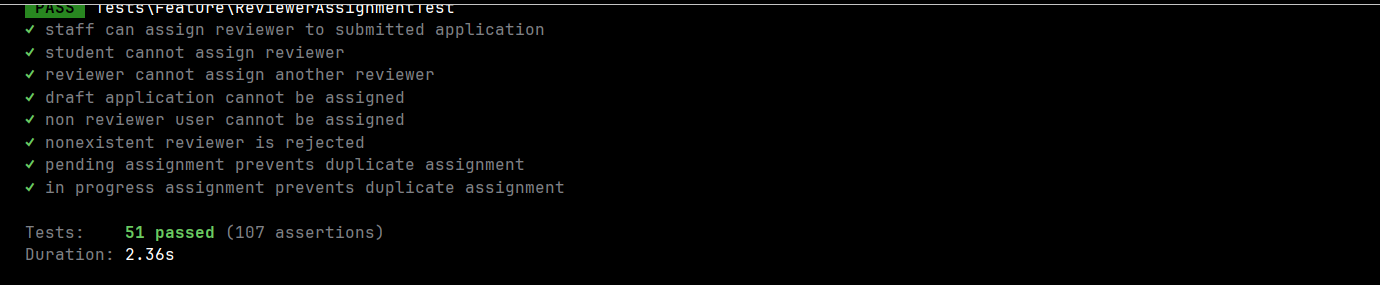 PASS Tests\Feature\ReviewerAssignmentTest
✓ staff can assign reviewer to submitted application
✓ student cannot assign reviewer
✓ reviewer cannot assign another reviewer
✓ draft application cannot be assigned
✓ non reviewer user cannot be assigned
✓ nonexistent reviewer is rejected
✓ pending assignment prevents duplicate assignment
✓ in progress assignment prevents duplicate assignment
Tests: 51 passed (107 assertions)
Duration: 2.36s